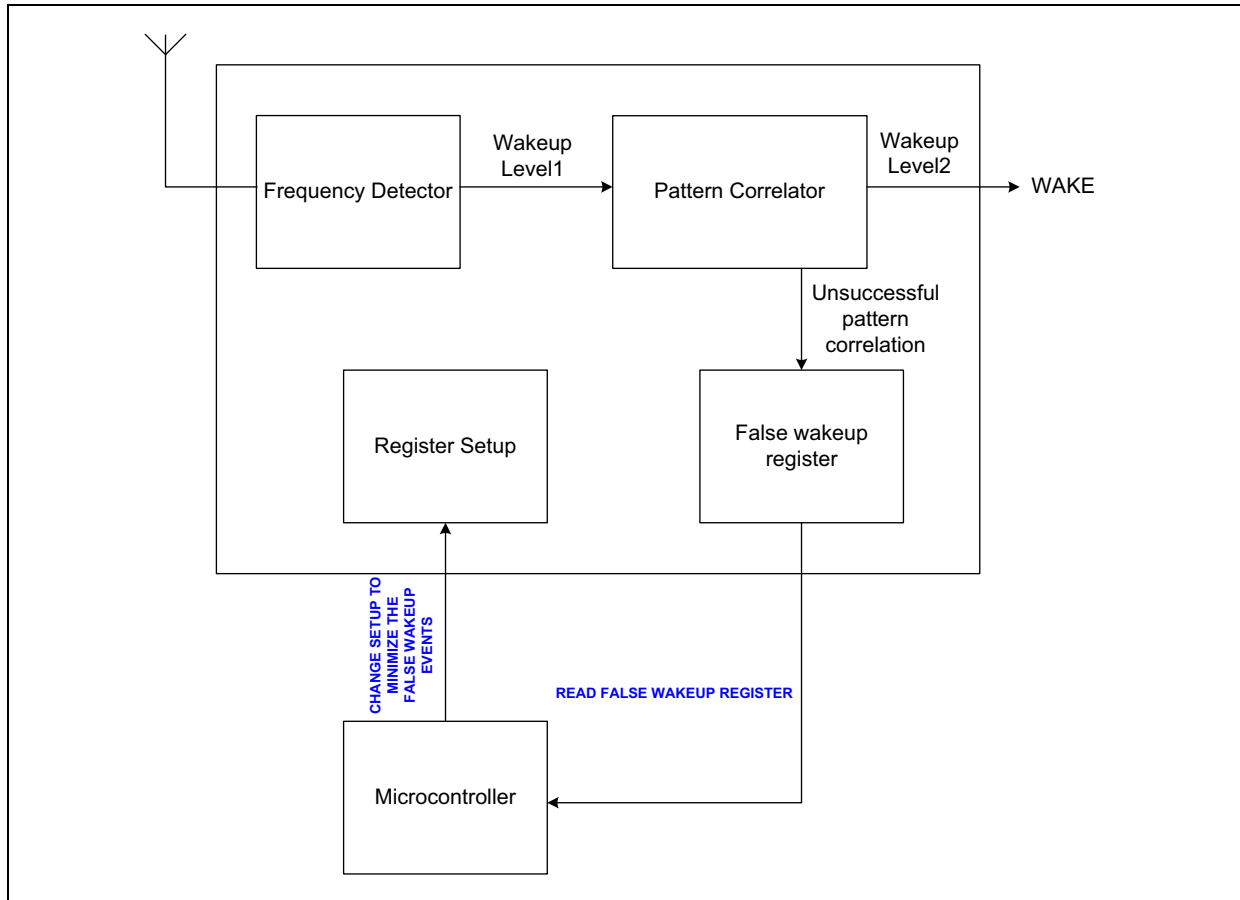 Wakeup
Level1
Wakeup
Level2
Frequency Detector
Pattern Correlator
WAKE
Unsuccessful
pattern
correlation
Register Setup
False wakeup
register
CHANGE SETUP TO
MINIMIZE THE
FALSE WAKEUP
EVENTS
READ FALSE WAKEUP REGISTER
Microcontroller